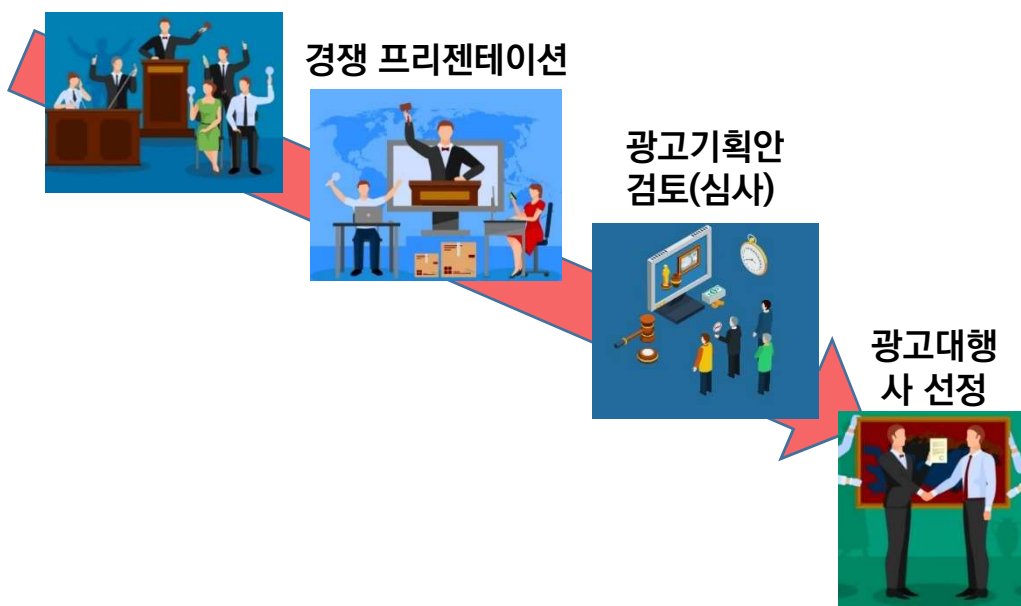 경쟁 프리젠테이션
광고기획안
검토(심사)
광고대행
사 선정